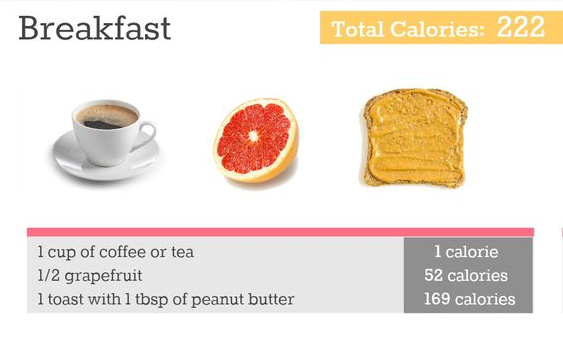 Breakfast
Total Calories: 222
1 cup of coffee or tea 1 calorie
1/2 grapefruit 52 calories
1 toast with 1 tbsp of peanut butter 169 calories